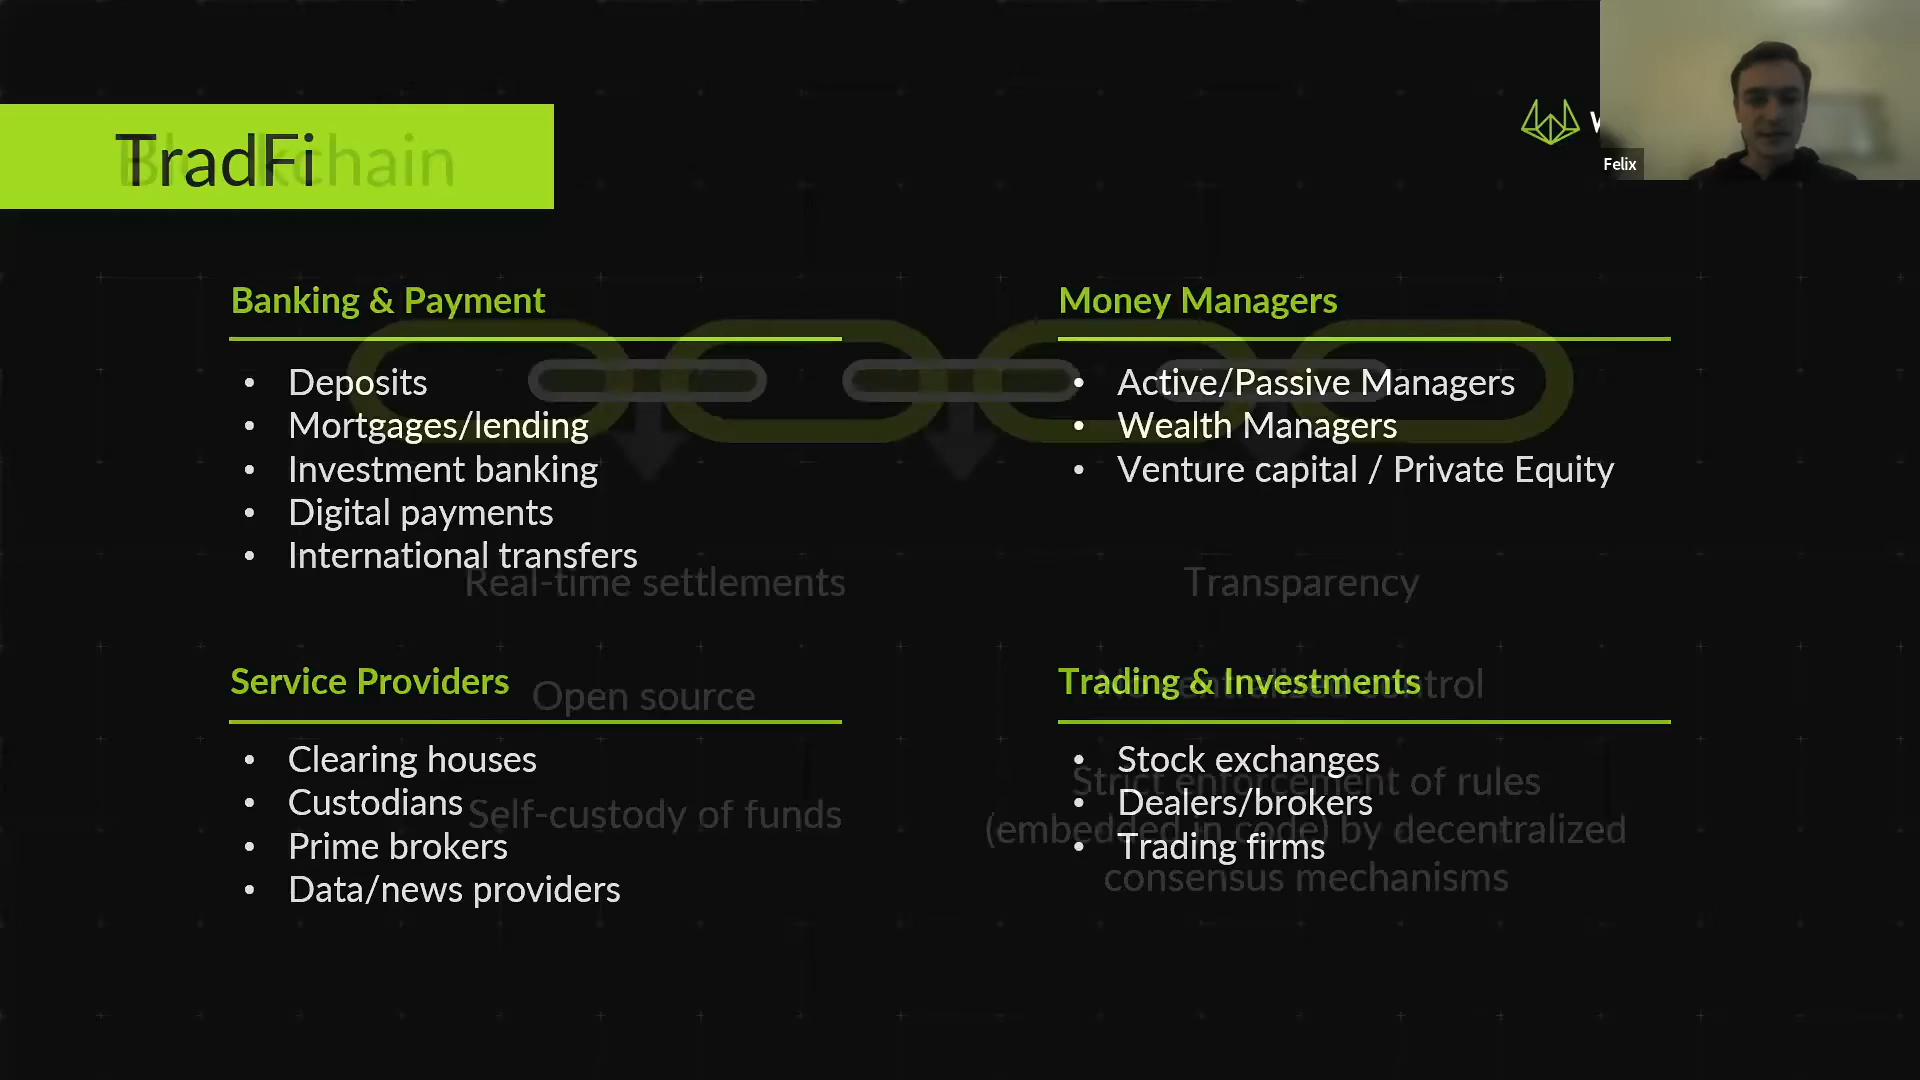 TradFi
Blockchain
Felix
Banking & Payment
• Deposits
• Mortgages/lending
• Investment banking
• Digital payments
• International transfers
Money Managers
• Active/Passive Managers
• Wealth Managers
• Venture capital / Private Equity
Real-time settlements
Transparency
Service Providers
• Clearing houses
• Custodians
• Prime brokers
• Data/news providers
Trading & Investments
• Stock exchanges
• Dealers/brokers
• Trading firms
Open source
No centralized control
Self-custody of funds
Strict enforcement of rules
(embedded in code) by decentralized
consensus mechanisms